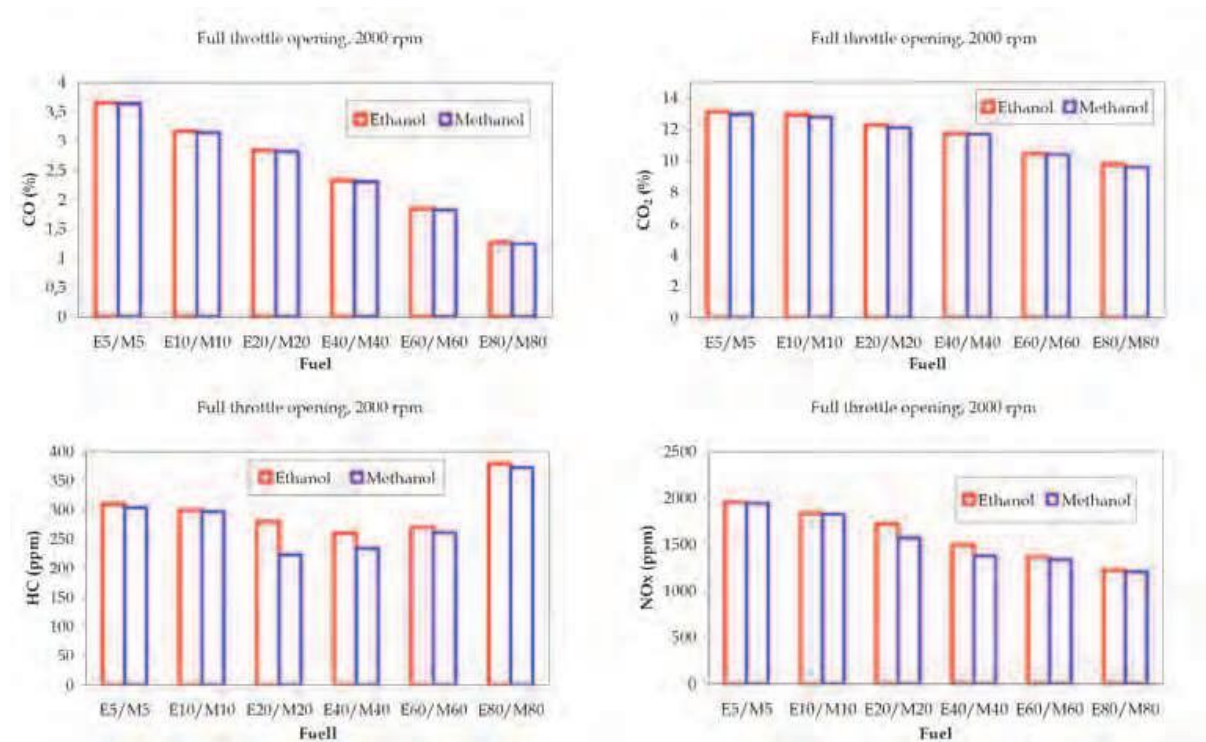 Full throttle opening, 2000 rpm
4
3,5
3
2,5
2
1,5
1
0,5
0
CO (%)
Ethanol Methanol
E5/M5 E10/M10 E20/M20 E40/M40 E60/M60 E80/M80
Fuel
Full throttle opening, 2000 rpm
14
12
10
8
6
4
2
0
CO₂ (%)
Ethanol Methanol
E5/M5 E10/M10 E20/M20 E40/M40 E60/M60 E80/M80
Fuell
Full throttle opening, 2000 rpm
400
350
300
250
200
150
100
50
0
HC (ppm)
Ethanol Methanol
E5/M5 E10/M10 E20/M20 E40/M40 E60/M60 E80/M80
Fuell
Full throttle opening, 2000 rpm
2500
2000
1500
1000
500
0
NOx (ppm)
Ethanol Methanol
E5/M5 E10/M10 E20/M20 E40/M40 E60/M60 E80/M80
Fuel